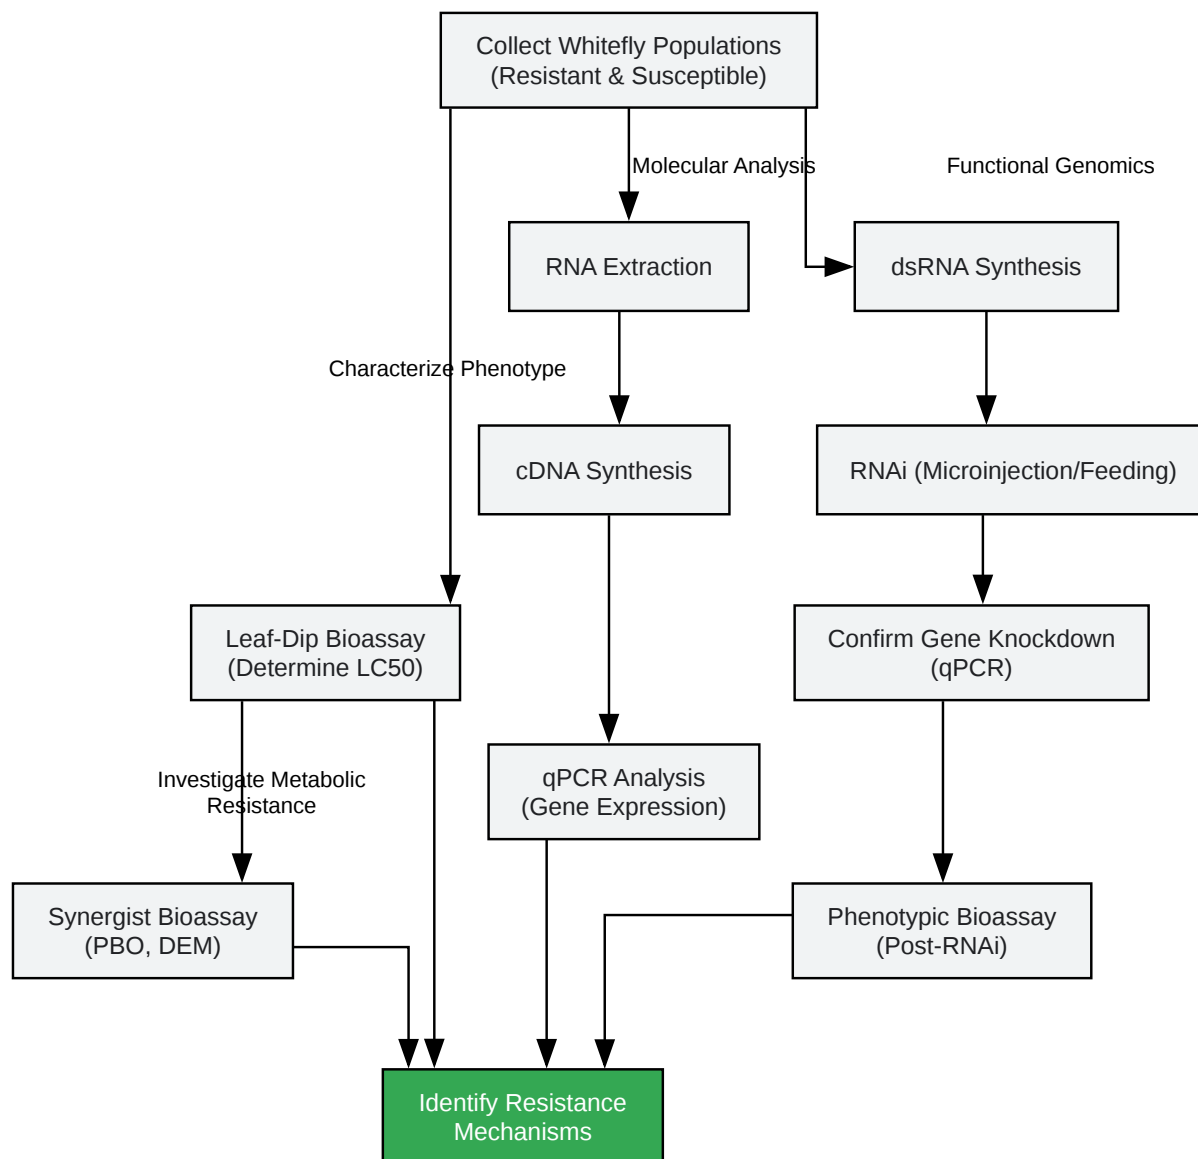 Collect Whitefly Populations
(Resistant & Susceptible)
Molecular Analysis
Functional Genomics
RNA Extraction
dsRNA Synthesis
Characterize Phenotype
cDNA Synthesis
RNAi (Microinjection/Feeding)
Leaf-Dip Bioassay
(Determine LC50)
Confirm Gene Knockdown
(qPCR)
Investigate Metabolic
Resistance
qPCR Analysis
(Gene Expression)
Synergist Bioassay
(PBO, DEM)
Phenotypic Bioassay
(Post-RNAi)
Identify Resistance
Mechanisms